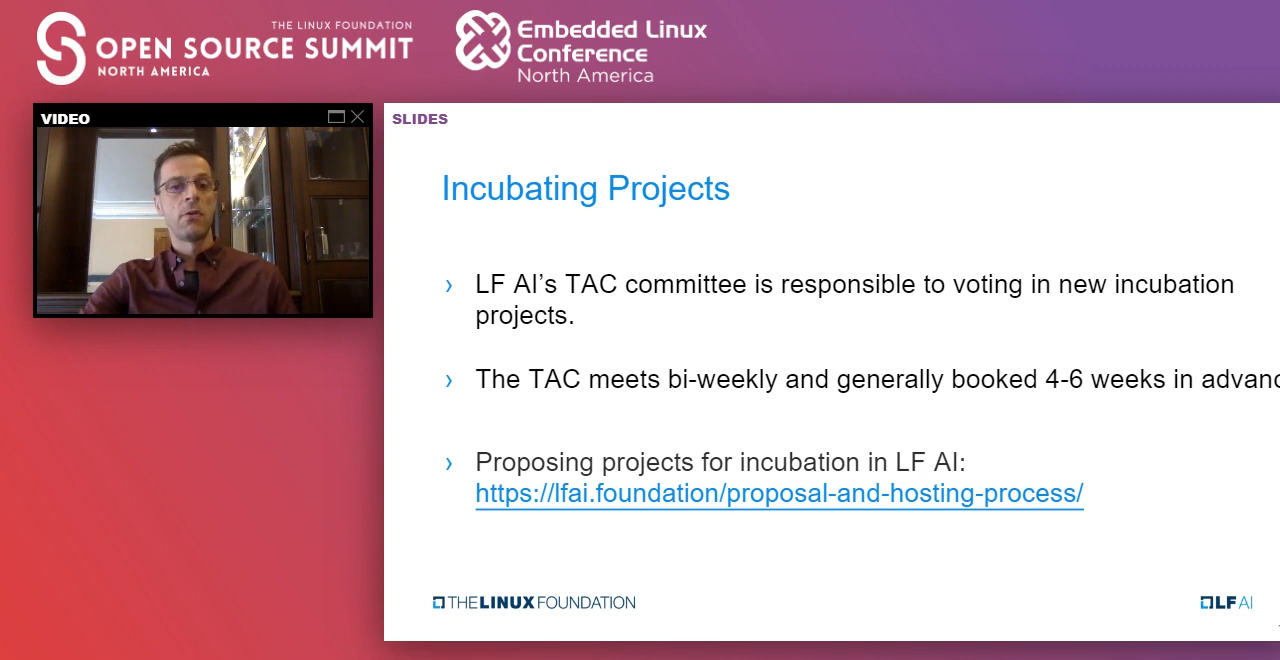 THE LINUX FOUNDATION
OPEN SOURCE SUMMIT
NORTH AMERICA
Embedded Linux
Conference
North America
VIDEO
SLIDES
Incubating Projects
› LF AI’s TAC committee is responsible to voting in new incubation
projects.
› The TAC meets bi-weekly and generally booked 4-6 weeks in advanc
› Proposing projects for incubation in LF AI:
https://lfai.foundation/proposal-and-hosting-process/
THE LINUX FOUNDATION
LF AI